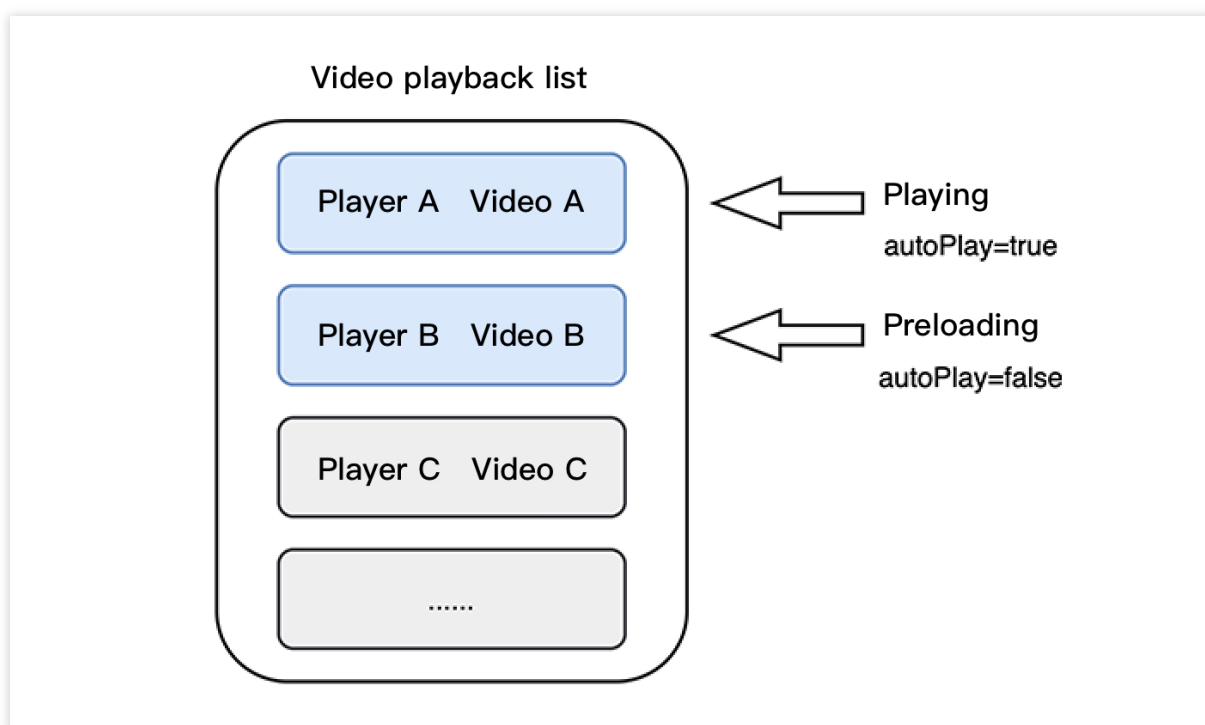 Video playback list
Player A Video A
Playing
autoPlay=true
Player B Video B
Preloading
autoPlay=false
Player C Video C
......